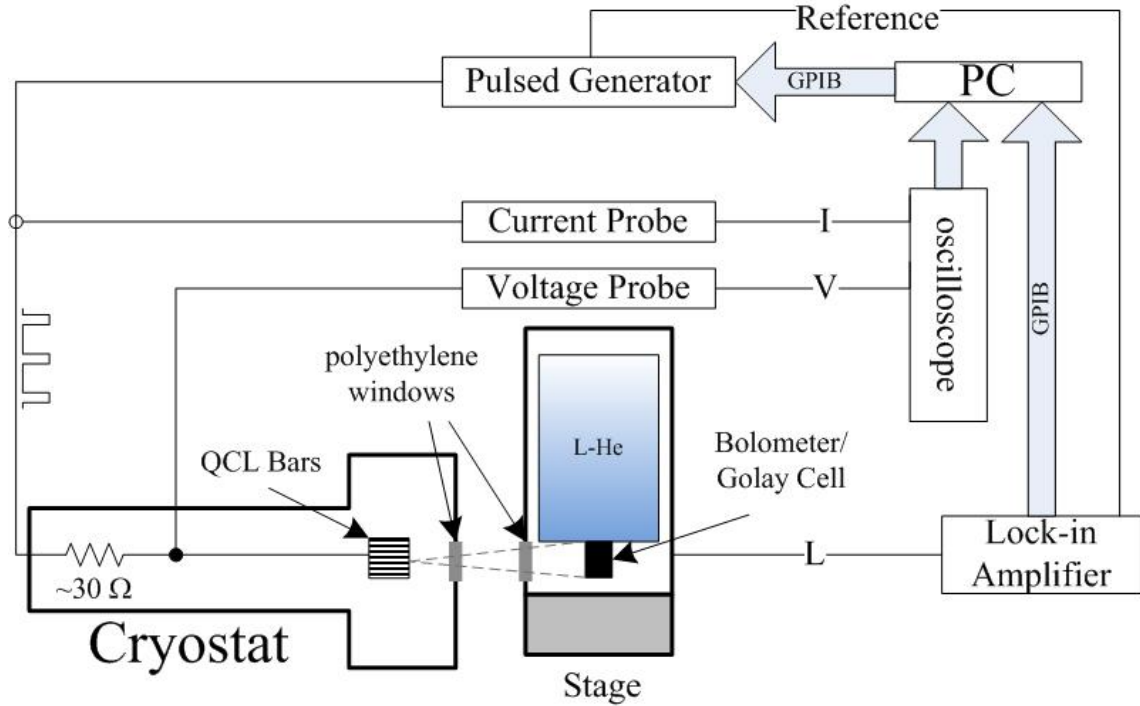 Reference
Pulsed Generator
GPIB
PC
Current Probe
I
Voltage Probe
V
oscilloscope
GPIB
polyethylene
windows
L-He
QCL Bars
Bolometer/
Golay Cell
~30 Ω
L
Lock-in
Amplifier
Cryostat
Stage